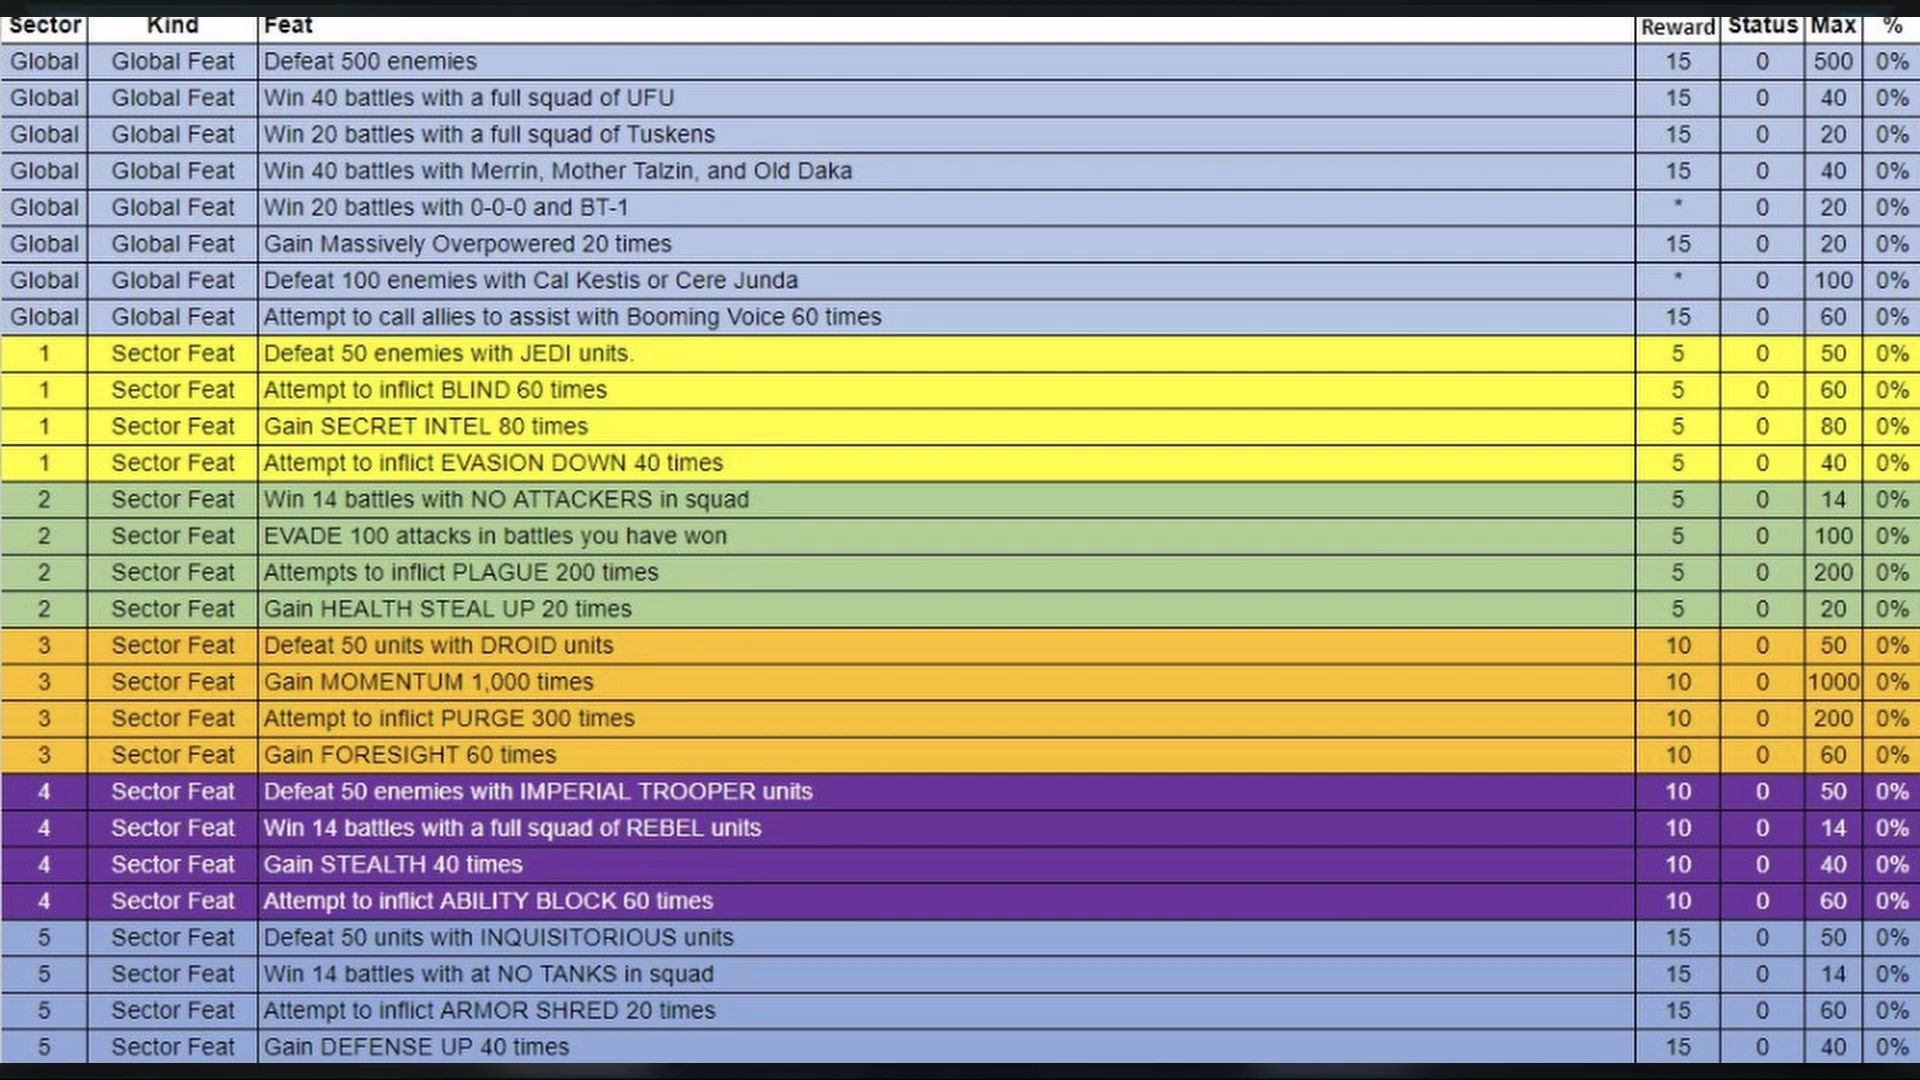 Sector Kind Feat Reward Status Max %
Global Global Feat Defeat 500 enemies 15 0 500 0%
Global Global Feat Win 40 battles with a full squad of UFU 15 0 40 0%
Global Global Feat Win 20 battles with a full squad of Tuskens 15 0 20 0%
Global Global Feat Win 40 battles with Merrin, Mother Talzin, and Old Daka 15 0 40 0%
Global Global Feat Win 20 battles with 0-0-0 and BT-1 * 0 20 0%
Global Global Feat Gain Massively Overpowered 20 times 15 0 20 0%
Global Global Feat Defeat 100 enemies with Cal Kestis or Cere Junda * 0 100 0%
Global Global Feat Attempt to call allies to assist with Booming Voice 60 times 15 0 60 0%
1 Sector Feat Defeat 50 enemies with JEDI units. 5 0 50 0%
1 Sector Feat Attempt to inflict BLIND 60 times 5 0 60 0%
1 Sector Feat Gain SECRET INTEL 80 times 5 0 80 0%
1 Sector Feat Attempt to inflict EVASION DOWN 40 times 5 0 40 0%
2 Sector Feat Win 14 battles with NO ATTACKERS in squad 5 0 14 0%
2 Sector Feat EVADE 100 attacks in battles you have won 5 0 100 0%
2 Sector Feat Attempts to inflict PLAGUE 200 times 5 0 200 0%
2 Sector Feat Gain HEALTH STEAL UP 20 times 5 0 20 0%
3 Sector Feat Defeat 50 units with DROID units 10 0 50 0%
3 Sector Feat Gain MOMENTUM 1,000 times 10 0 1000 0%
3 Sector Feat Attempt to inflict PURGE 300 times 10 0 200 0%
3 Sector Feat Gain FORESIGHT 60 times 10 0 60 0%
4 Sector Feat Defeat 50 enemies with IMPERIAL TROOPER units 10 0 50 0%
4 Sector Feat Win 14 battles with a full squad of REBEL units 10 0 14 0%
4 Sector Feat Gain STEALTH 40 times 10 0 40 0%
4 Sector Feat Attempt to inflict ABILITY BLOCK 60 times 10 0 60 0%
5 Sector Feat Defeat 50 units with INQUISITORIOUS units 15 0 50 0%
5 Sector Feat Win 14 battles with at NO TANKS in squad 15 0 14 0%
5 Sector Feat Attempt to inflict ARMOR SHRED 20 times 15 0 60 0%
5 Sector Feat Gain DEFENSE UP 40 times 15 0 40 0%